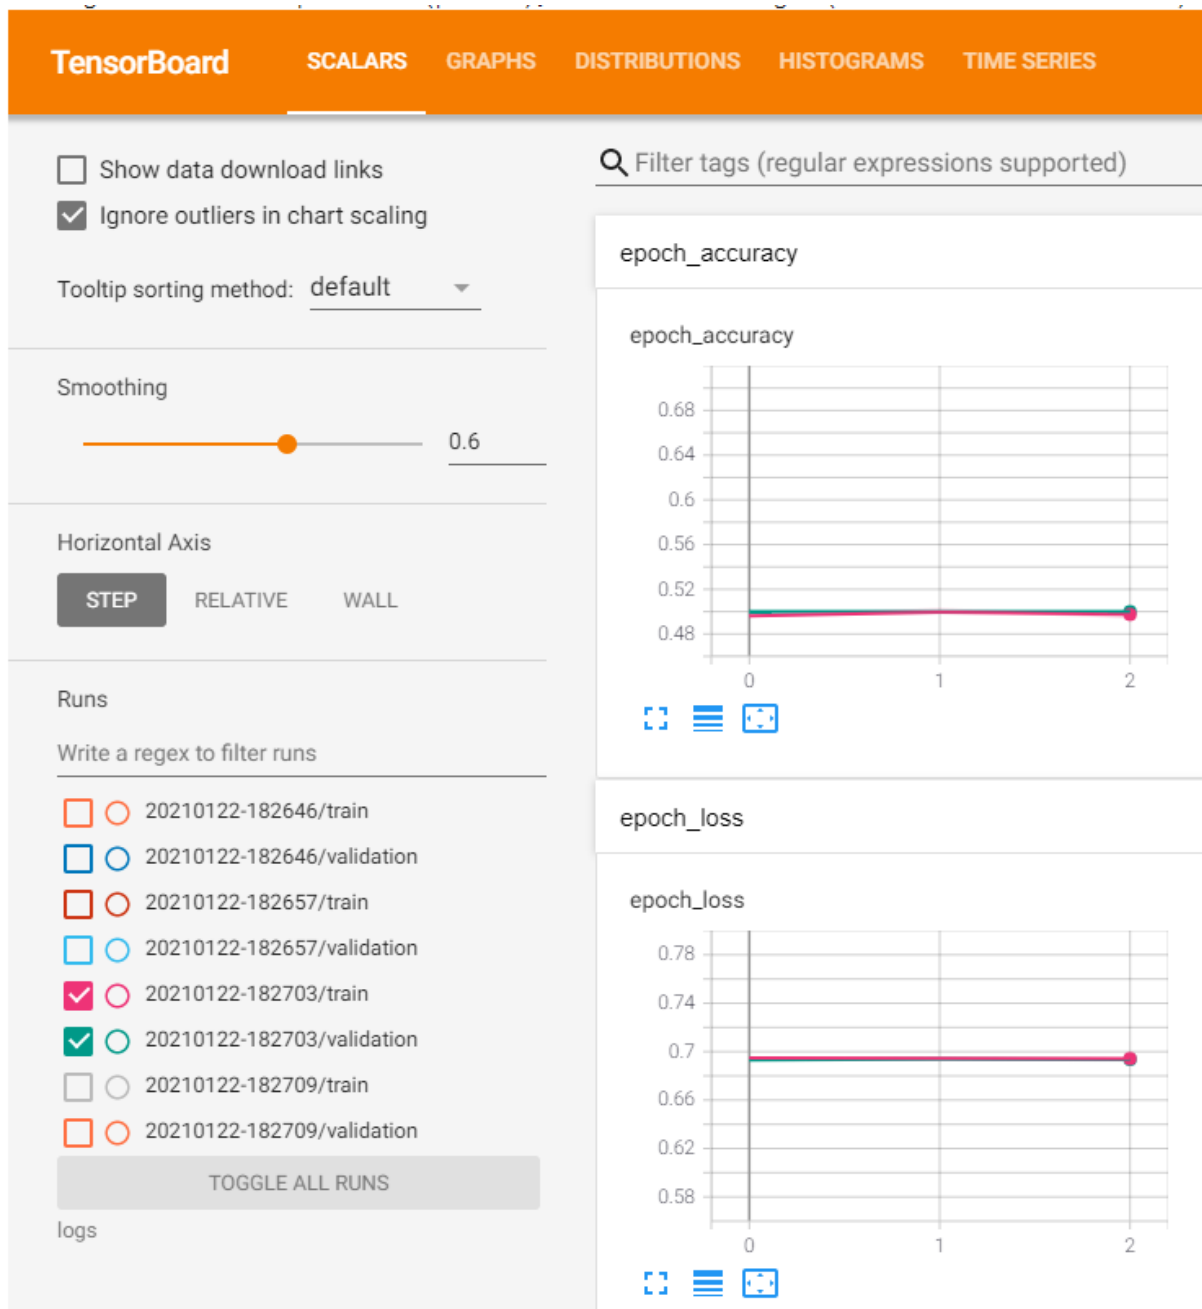 TensorBoard SCALARS GRAPHS DISTRIBUTIONS HISTOGRAMS TIME SERIES
Show data download links
Ignore outliers in chart scaling
Tooltip sorting method: default
Smoothing
0.6
Horizontal Axis
STEP RELATIVE WALL
Runs
Write a regex to filter runs
20210122-182646/train
20210122-182646/validation
20210122-182657/train
20210122-182657/validation
20210122-182703/train
20210122-182703/validation
20210122-182709/train
20210122-182709/validation
TOGGLE ALL RUNS
logs
Filter tags (regular expressions supported)
epoch_accuracy
epoch_accuracy
0.68
0.64
0.6
0.56
0.52
0.48
0 1 2
epoch_loss
epoch_loss
0.78
0.74
0.7
0.66
0.62
0.58
0 1 2